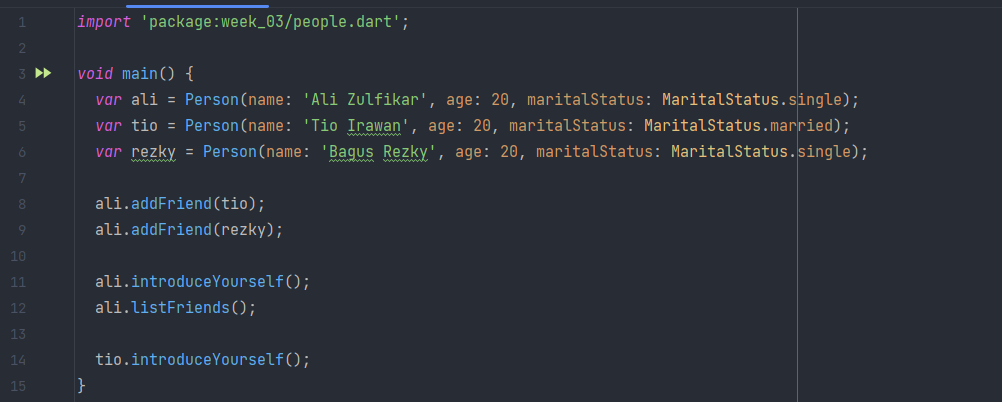 1 import 'package:week_03/people.dart';
2
3 void main() {
4 var ali = Person(name: 'Ali Zulfikar', age: 20, maritalStatus: MaritalStatus.single);
5 var tio = Person(name: 'Tio Irawan', age: 20, maritalStatus: MaritalStatus.married);
6 var rezky = Person(name: 'Bagus Rezky', age: 20, maritalStatus: MaritalStatus.single);
7
8 ali.addFriend(tio);
9 ali.addFriend(rezky);
10
11 ali.introduceYourself();
12 ali.listFriends();
13
14 tio.introduceYourself();
15 }